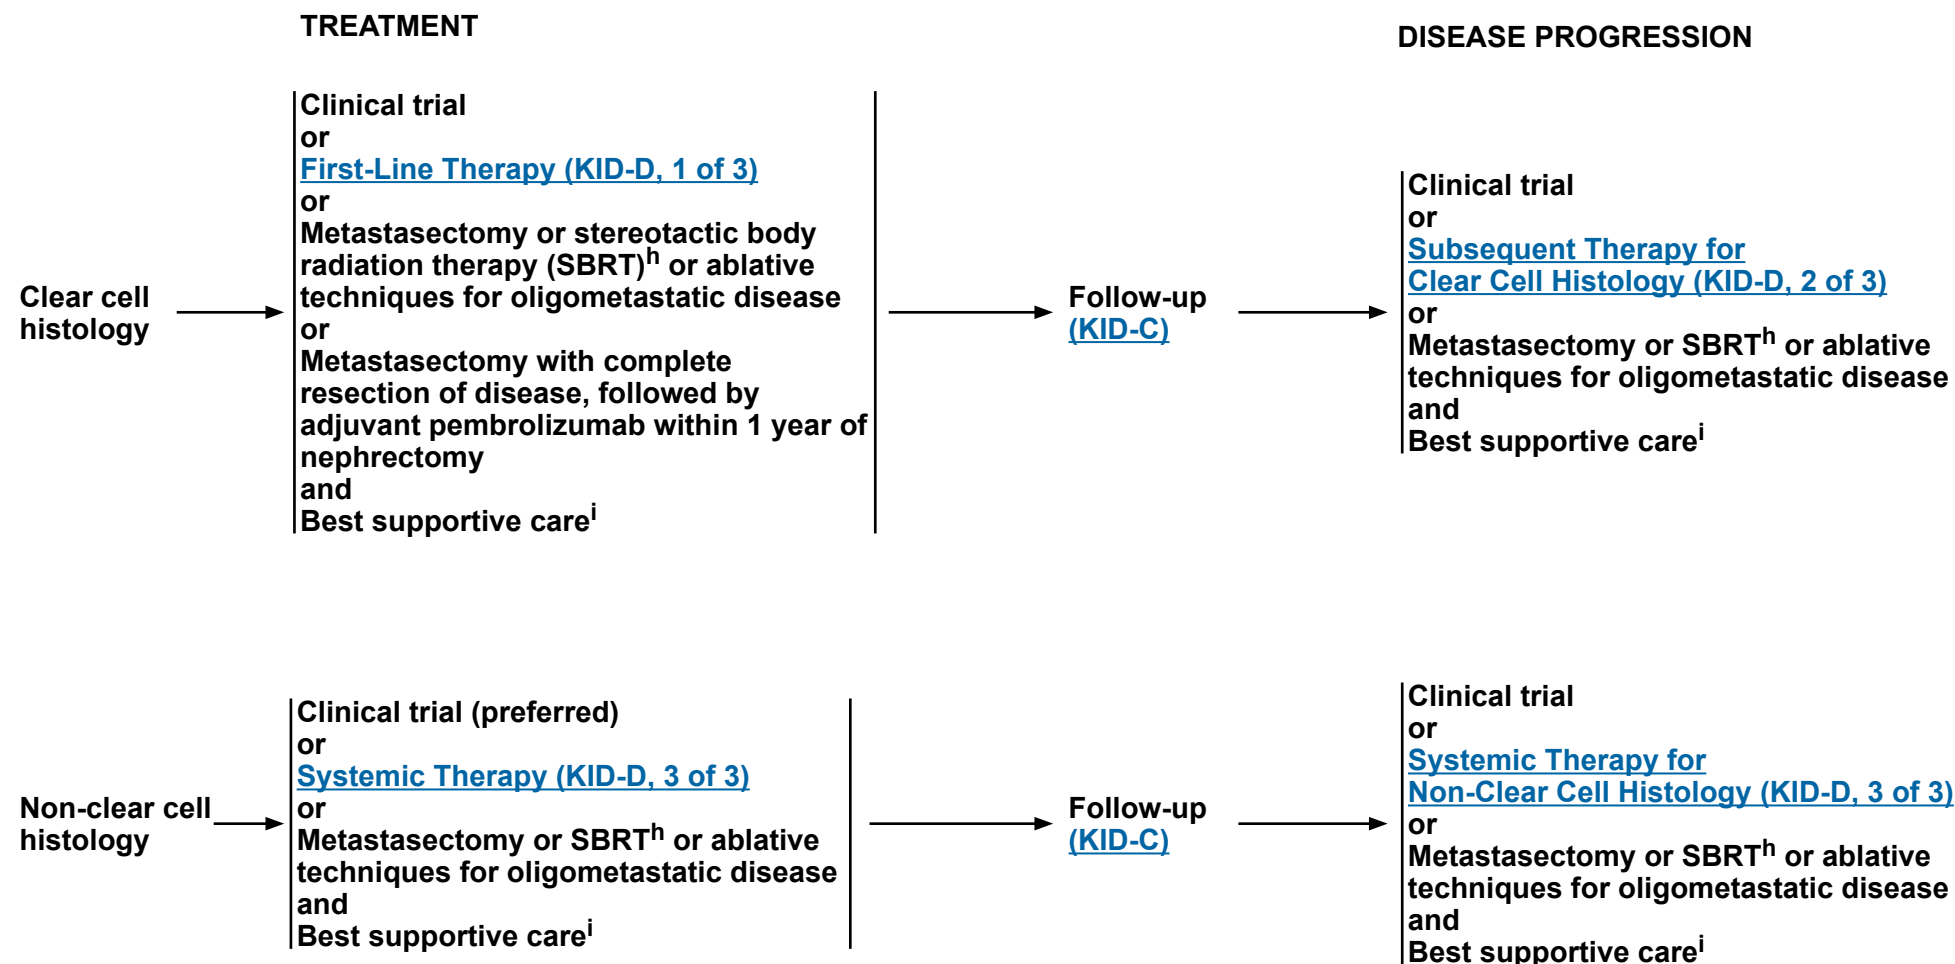 TREATMENT
DISEASE PROGRESSION
Clear cell
histology
Clinical trial
or
First-Line Therapy (KID-D, 1 of 3)
or
Metastasectomy or stereotactic body
radiation therapy (SBRT)h or ablative
techniques for oligometastatic disease
or
Metastasectomy with complete
resection of disease, followed by
adjuvant pembrolizumab within 1 year of
nephrectomy
and
Best supportive carei
Follow-up
(KID-C)
Clinical trial
or
Subsequent Therapy for
Clear Cell Histology (KID-D, 2 of 3)
or
Metastasectomy or SBRTh or ablative
techniques for oligometastatic disease
and
Best supportive carei
Non-clear cell
histology
Clinical trial (preferred)
or
Systemic Therapy (KID-D, 3 of 3)
or
Metastasectomy or SBRTh or ablative
techniques for oligometastatic disease
and
Best supportive carei
Follow-up
(KID-C)
Clinical trial
or
Systemic Therapy for
Non-Clear Cell Histology (KID-D, 3 of 3)
or
Metastasectomy or SBRTh or ablative
techniques for oligometastatic disease
and
Best supportive carei